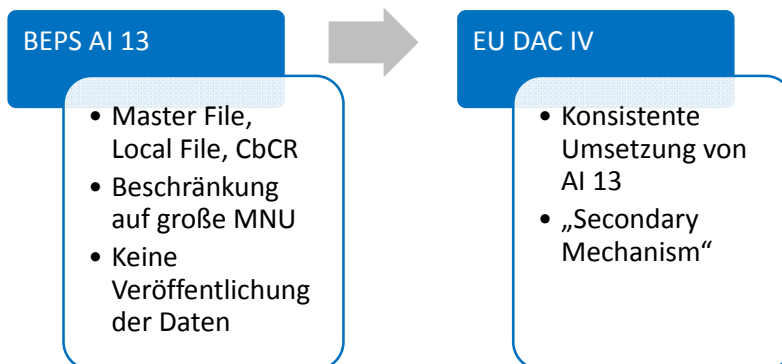 BEPS AI 13
• Master File,
Local File, CbCR
• Beschränkung
auf große MNU
• Keine
Veröffentlichung
der Daten
EU DAC IV
• Konsistente
Umsetzung von
AI 13
• „Secondary
Mechanism“